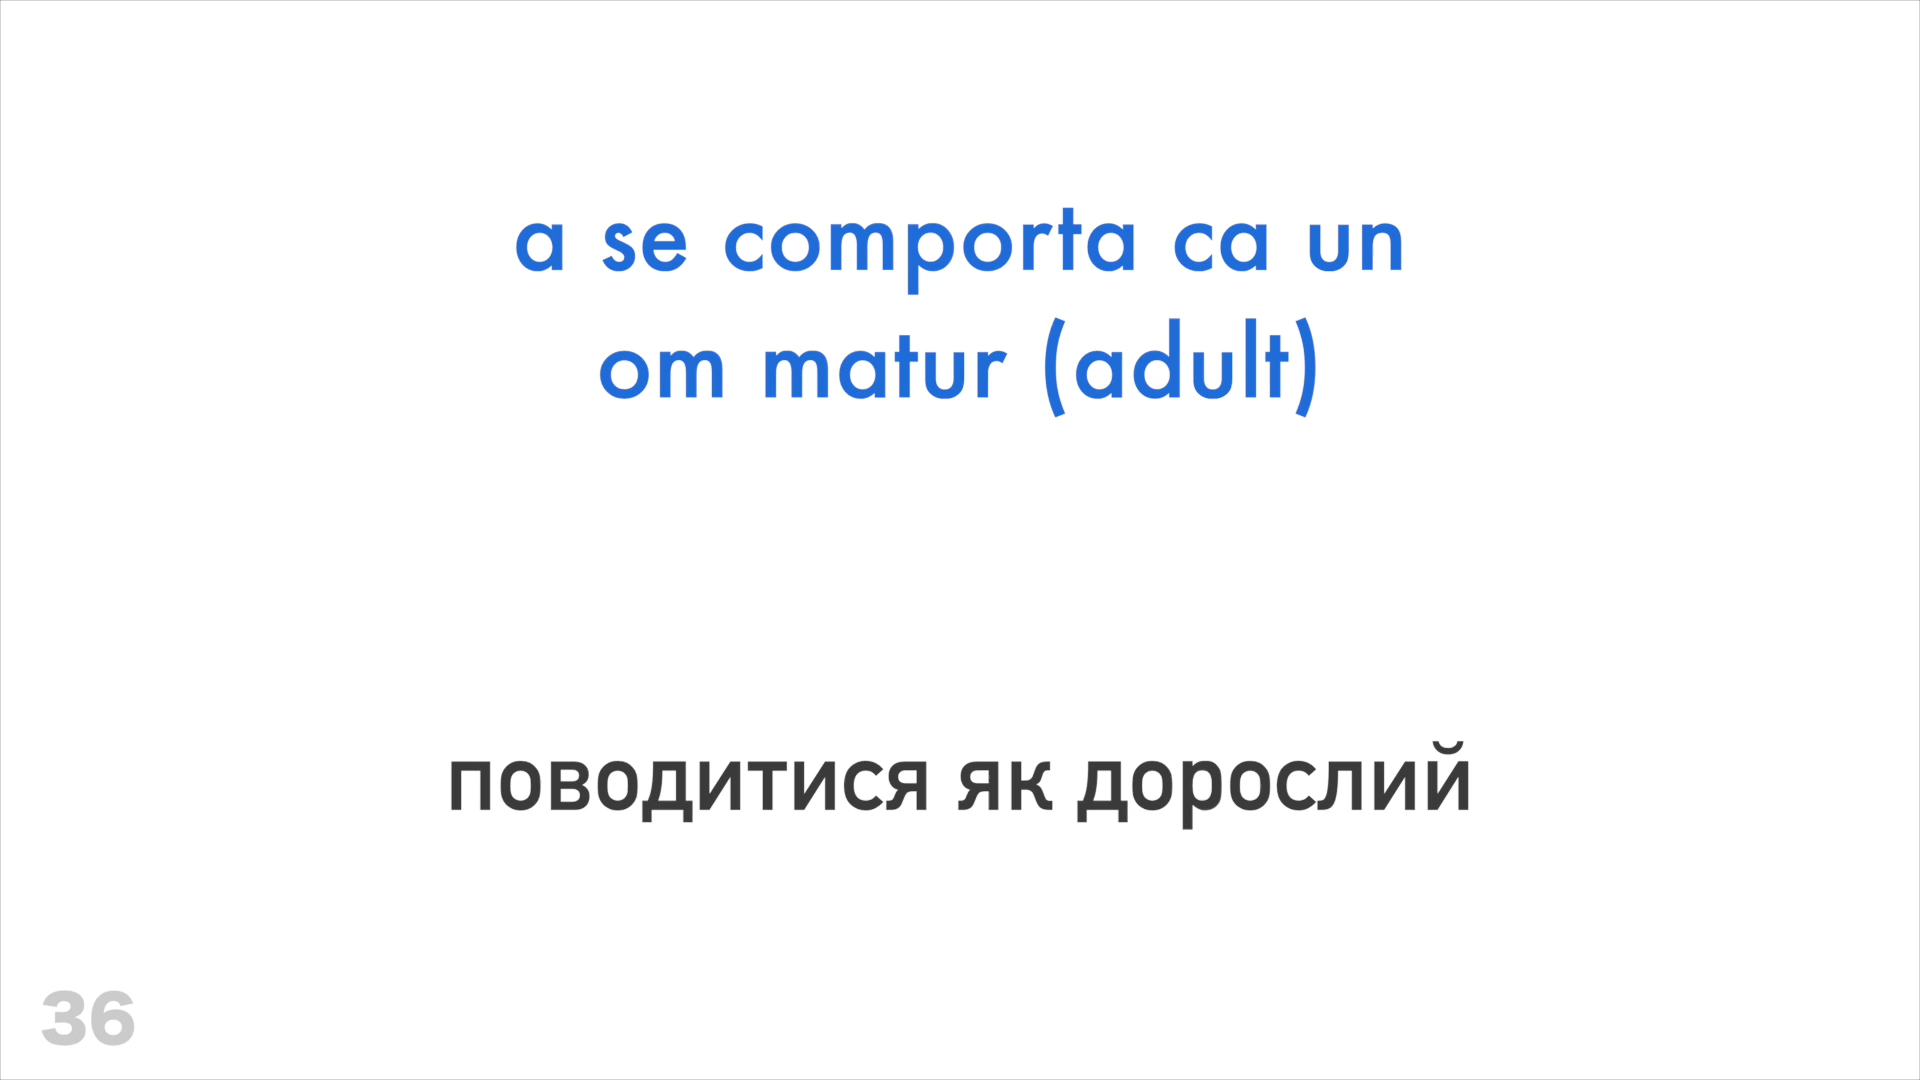 a se comporta ca un
om matur (adult)
поводитися як дорослий
36